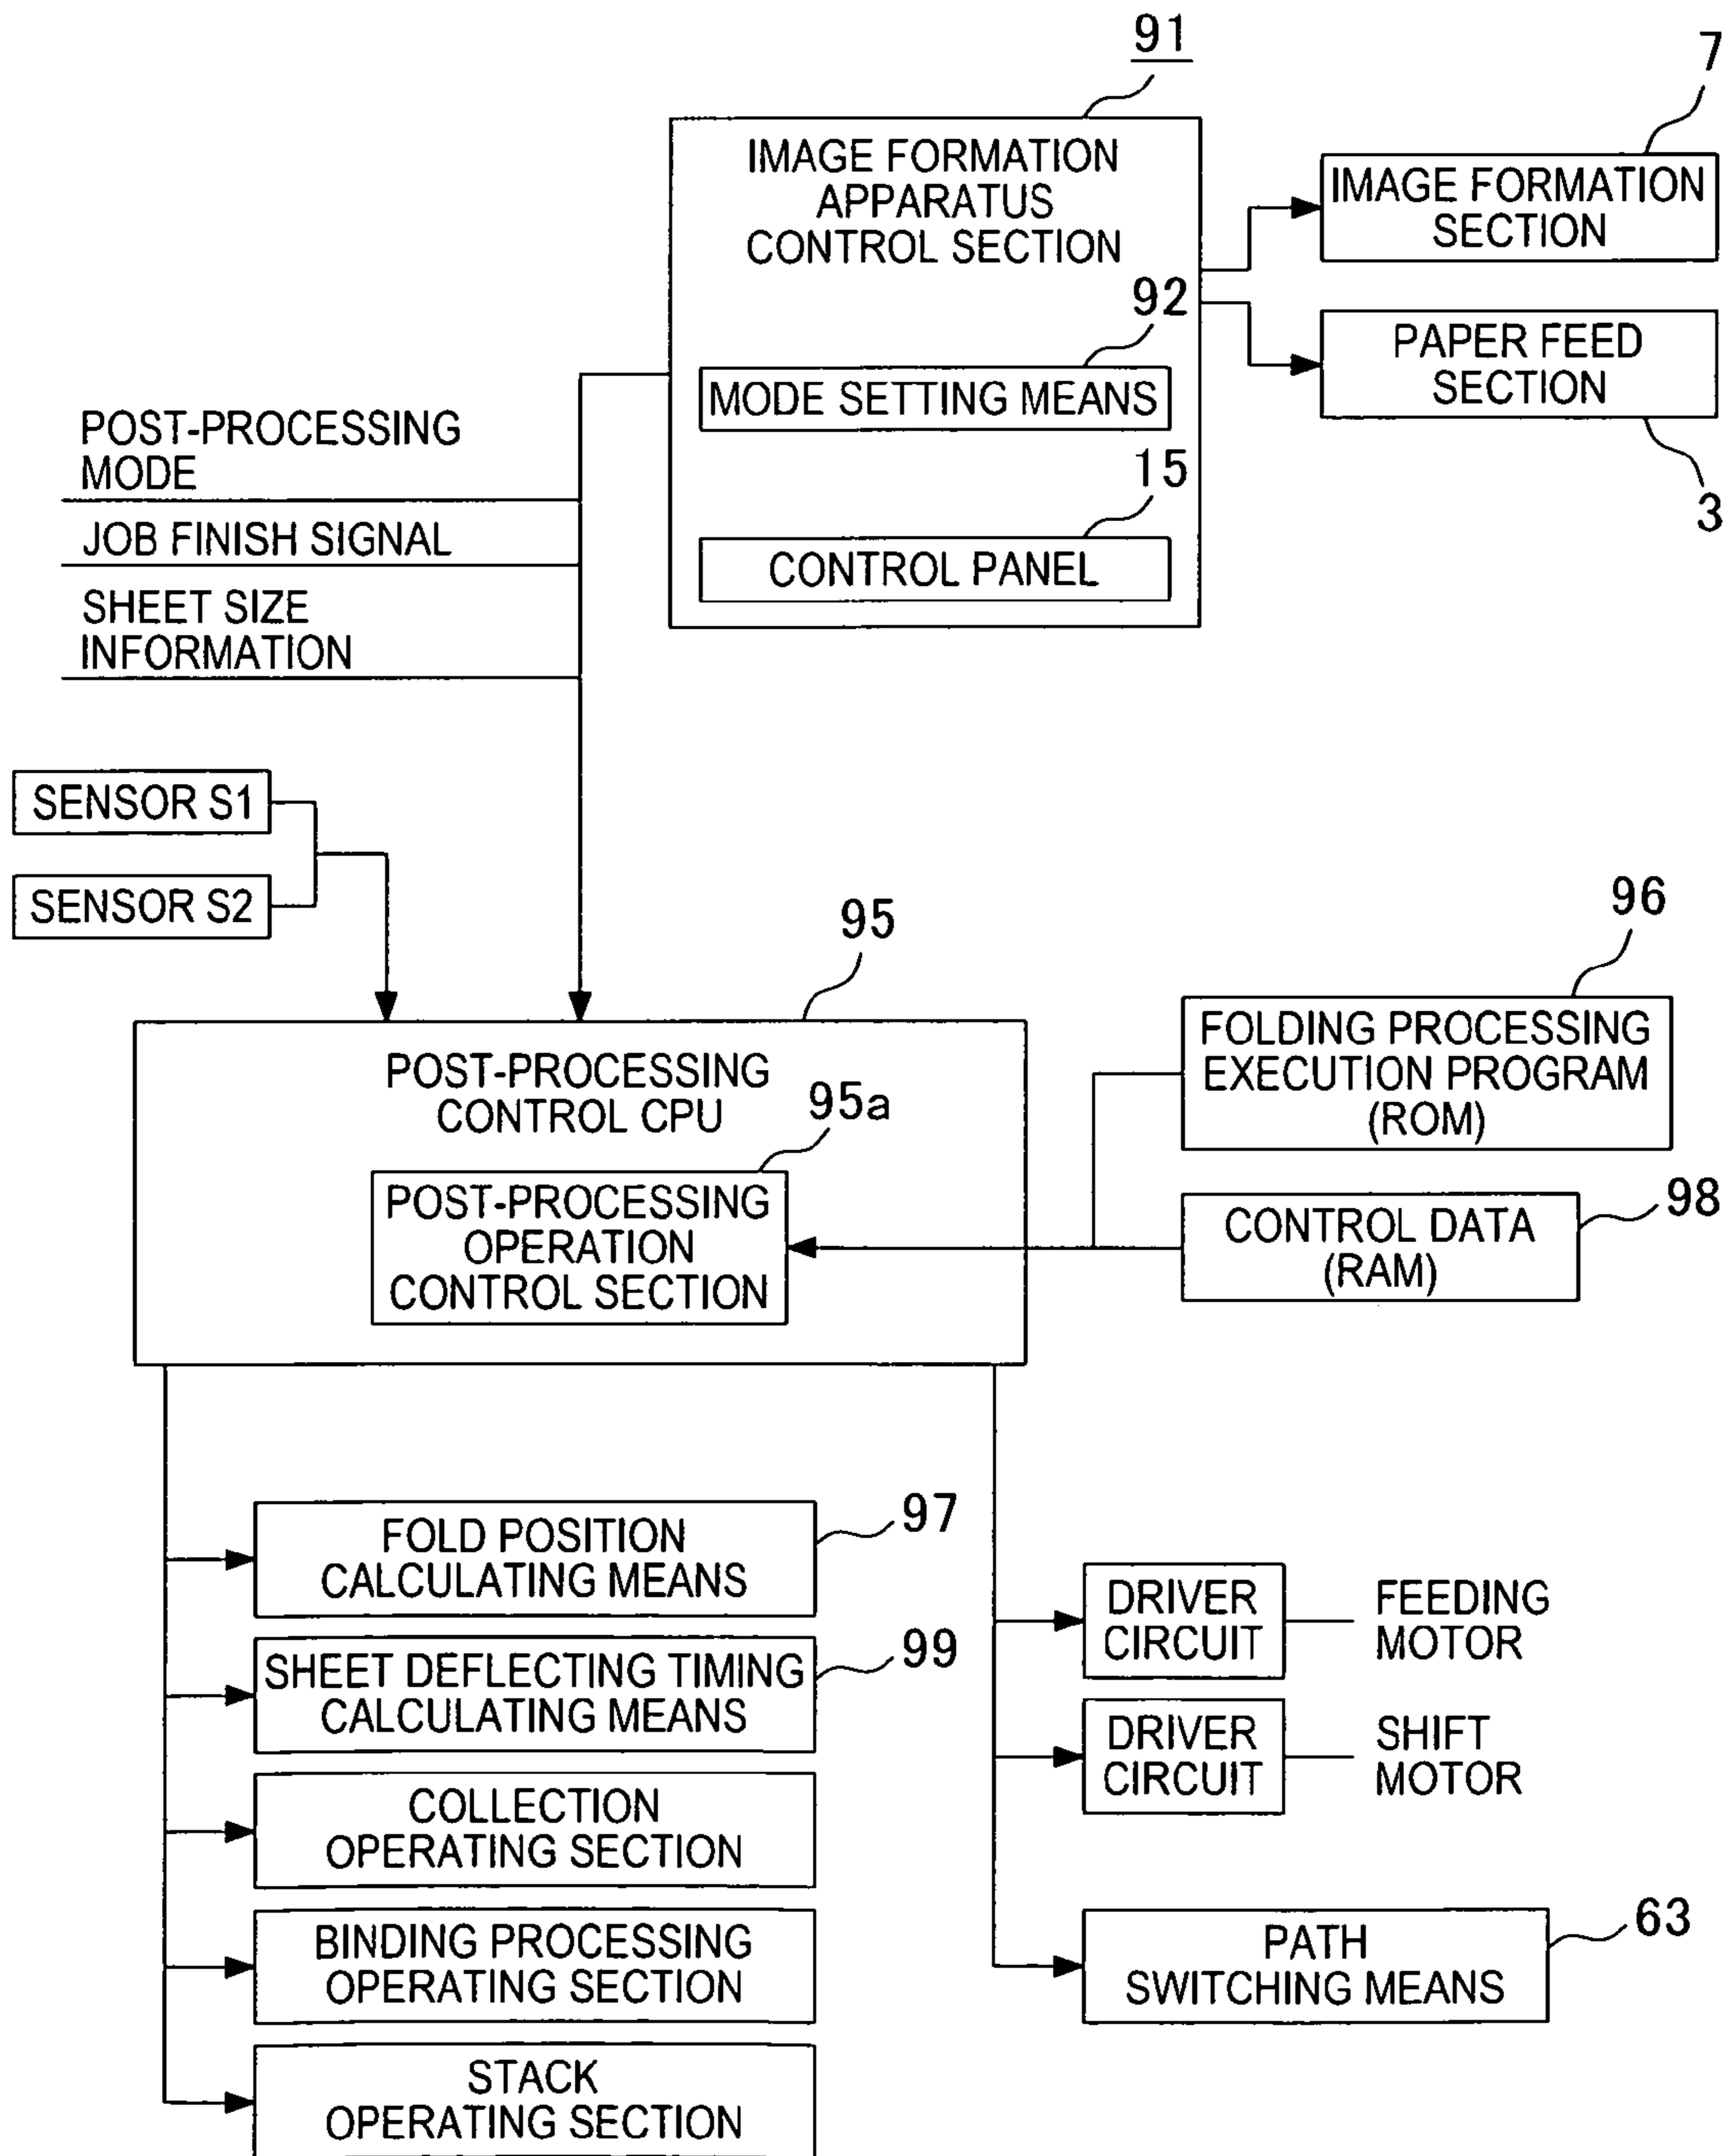 91
7
IMAGE FORMATION
APPARATUS
CONTROL SECTION
IMAGE FORMATION
SECTION
92
MODE SETTING MEANS
PAPER FEED
SECTION
3
15
CONTROL PANEL
POST-PROCESSING
MODE
JOB FINISH SIGNAL
SHEET SIZE
INFORMATION
SENSOR S1
SENSOR S2
95
POST-PROCESSING
CONTROL CPU
95a
POST-PROCESSING
OPERATION
CONTROL SECTION
96
FOLDING PROCESSING
EXECUTION PROGRAM
(ROM)
98
CONTROL DATA
(RAM)
FOLD POSITION
CALCULATING MEANS
97
SHEET DEFLECTING TIMING
CALCULATING MEANS
99
COLLECTION
OPERATING SECTION
BINDING PROCESSING
OPERATING SECTION
STACK
OPERATING SECTION
DRIVER
CIRCUIT
FEEDING
MOTOR
DRIVER
CIRCUIT
SHIFT
MOTOR
PATH
SWITCHING MEANS
63